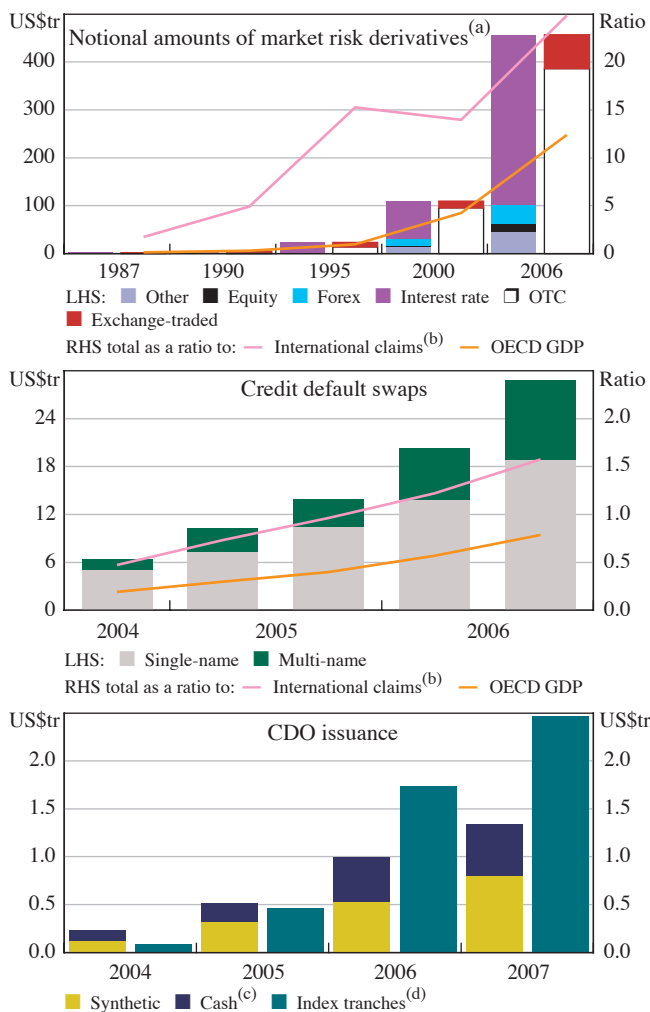 US$tr Ratio
Notional amounts of market risk derivatives(a)
400 20
300 15
200 10
100 5
0 0
1987 1990 1995 2000 2006
LHS: Other Equity Forex Interest rate OTC
Exchange-traded
RHS total as a ratio to: International claims(b) OECD GDP
US$tr Ratio
Credit default swaps
24 2.0
18 1.5
12 1.0
6 0.5
0 0.0
2004 2005 2006
LHS: Single-name Multi-name
RHS total as a ratio to: International claims(b) OECD GDP
US$tr US$tr
CDO issuance
2.0 2.0
1.5 1.5
1.0 1.0
0.5 0.5
0.0 0.0
2004 2005 2006 2007
Synthetic Cash(c) Index tranches(d)